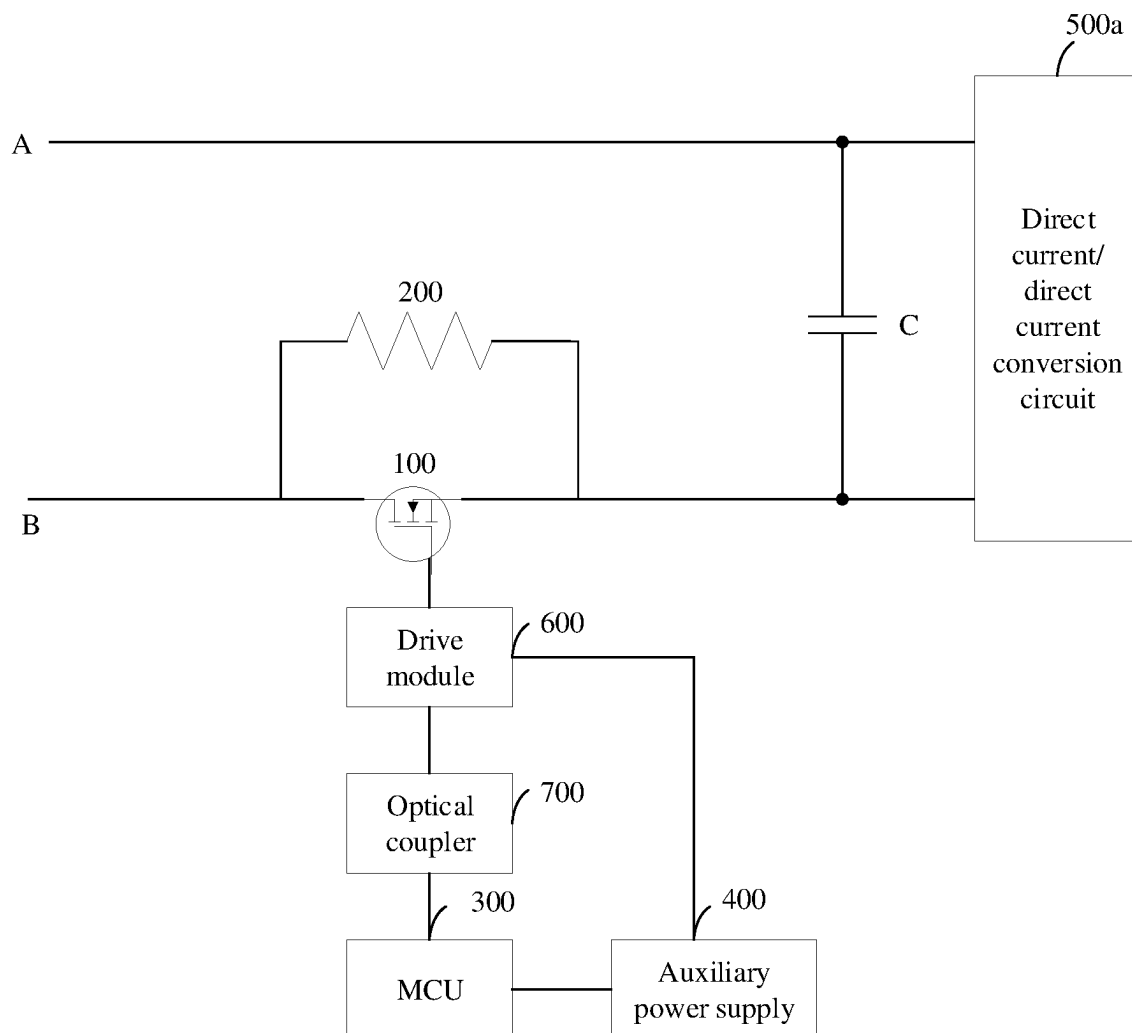 500a
A
Direct
current/
direct
current
conversion
circuit
200
C
100
B
600
Drive
module
700
Optical
coupler
300
400
MCU
Auxiliary
power supply